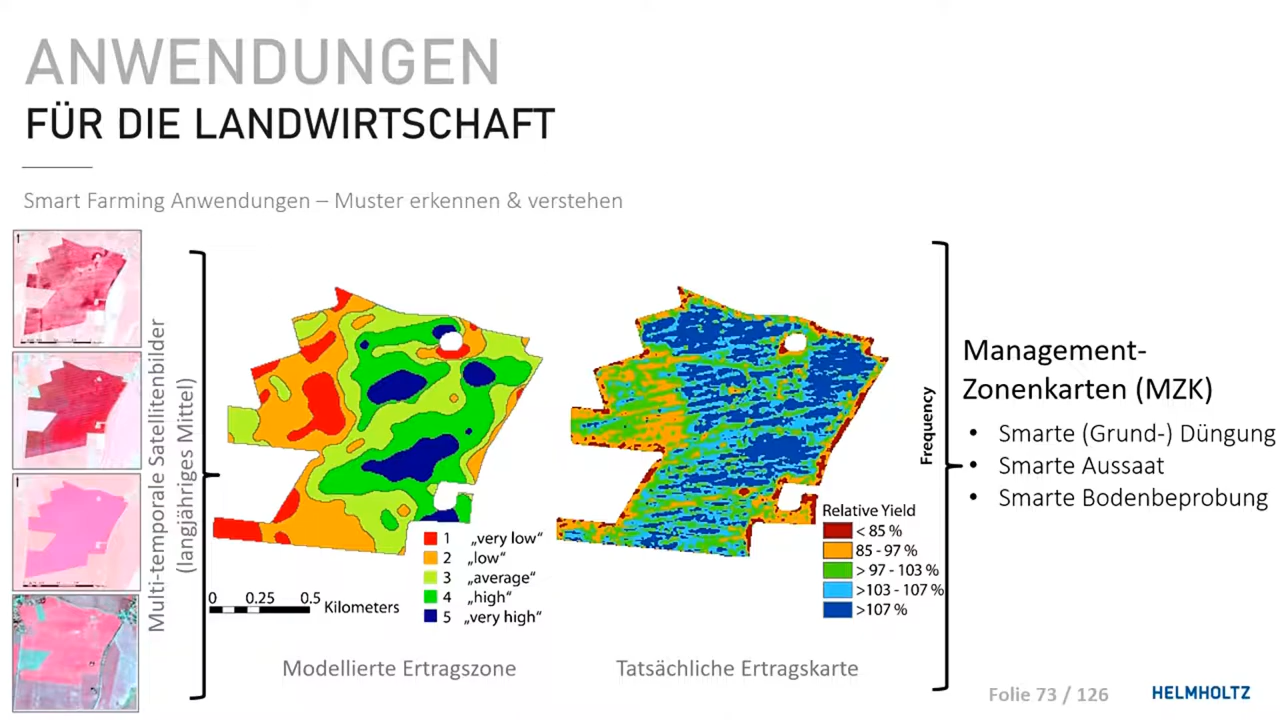 ANWENDUNGEN
FÜR DIE LANDWIRTSCHAFT
Smart Farming Anwendungen – Muster erkennen & verstehen
1
1
Multi-temporale Satellitenbilder
(langjähriges Mittel)
1 „very low“
2 „low“
3 „average“
4 „high“
5 „very high“
0 0.25 0.5 Kilometers
Modellierte Ertragszone
Relative Yield
< 85 %
85 - 97 %
> 97 - 103 %
>103 - 107%
>107 %
Tatsächliche Ertragskarte
Frequency
Management-
Zonenkarten (MZK)
• Smarte (Grund-) Düngung
• Smarte Aussaat
• Smarte Bodenbeprobung
Folie 73 / 126
HELMHOLTZ